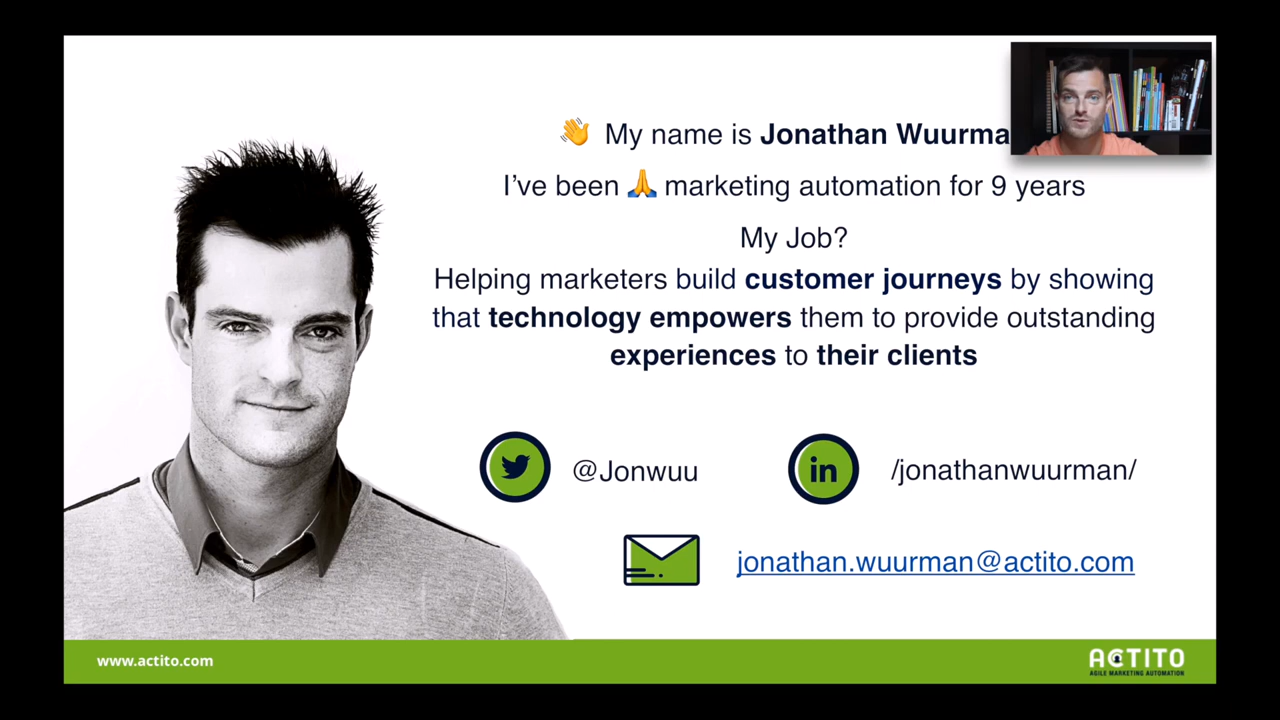 👋 My name is Jonathan Wuurma
I’ve been 🙏 marketing automation for 9 years
My Job?
Helping marketers build customer journeys by showing
that technology empowers them to provide outstanding
experiences to their clients
@Jonwuu
in
/jonathanwuurman/
jonathan.wuurman@actito.com
www.actito.com
ACTITO
AGILE MARKETING AUTOMATION